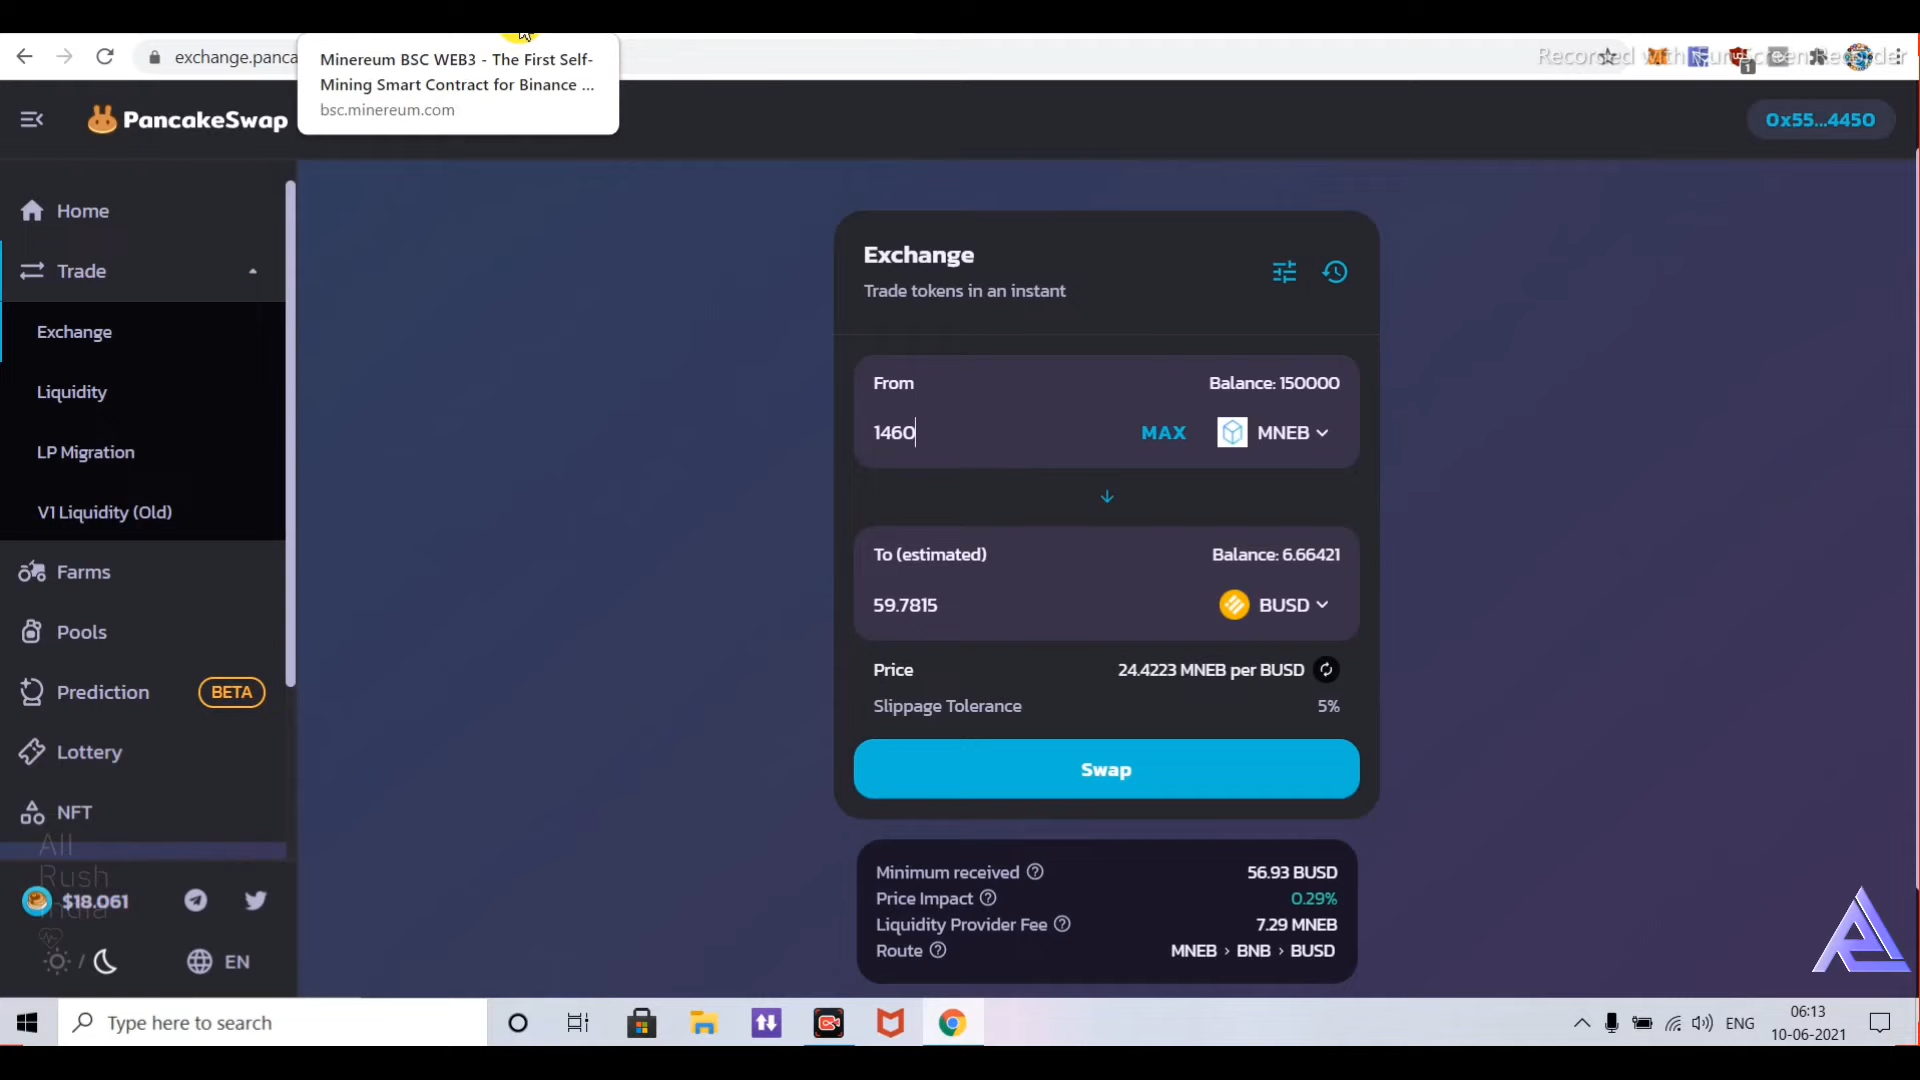 exchange.panca
Minereum BSC WEB3 - The First Self-
Mining Smart Contract for Binance ...
bsc.minereum.com
1
PancakeSwap
0x55...4450
Home
Trade
Exchange
Liquidity
LP Migration
V1 Liquidity (Old)
Farms
Pools
Prediction BETA
Lottery
NFT
All
Rush
India
$18.061
/
EN
Exchange
Trade tokens in an instant
From Balance: 150000
1460 MAX MNEB
To (estimated) Balance: 6.66421
59.7815 BUSD
Price 24.4223 MNEB per BUSD
Slippage Tolerance 5%
Swap
Minimum received 56.93 BUSD
Price Impact 0.29%
Liquidity Provider Fee 7.29 MNEB
Route MNEB > BNB > BUSD
Type here to search
ENG
06:13
10-06-2021